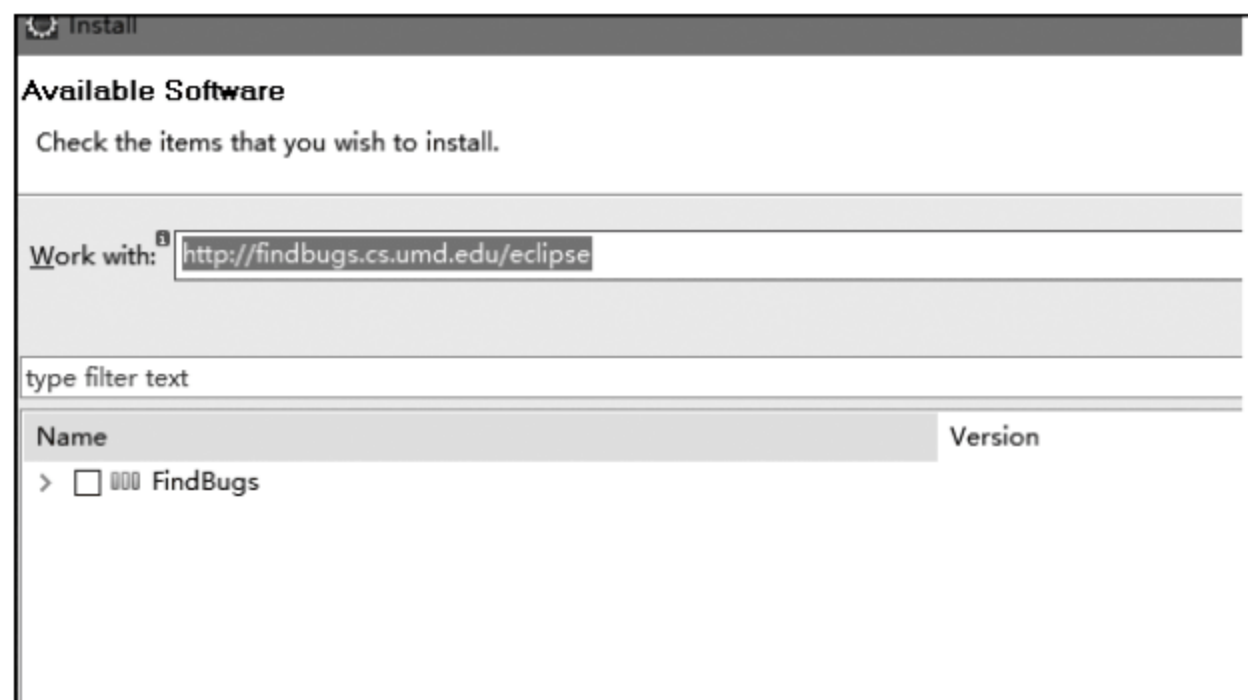 Install
Available Software
Check the items that you wish to install.
Work with: http://findbugs.cs.umd.edu/eclipse
type filter text
Name Version
FindBugs